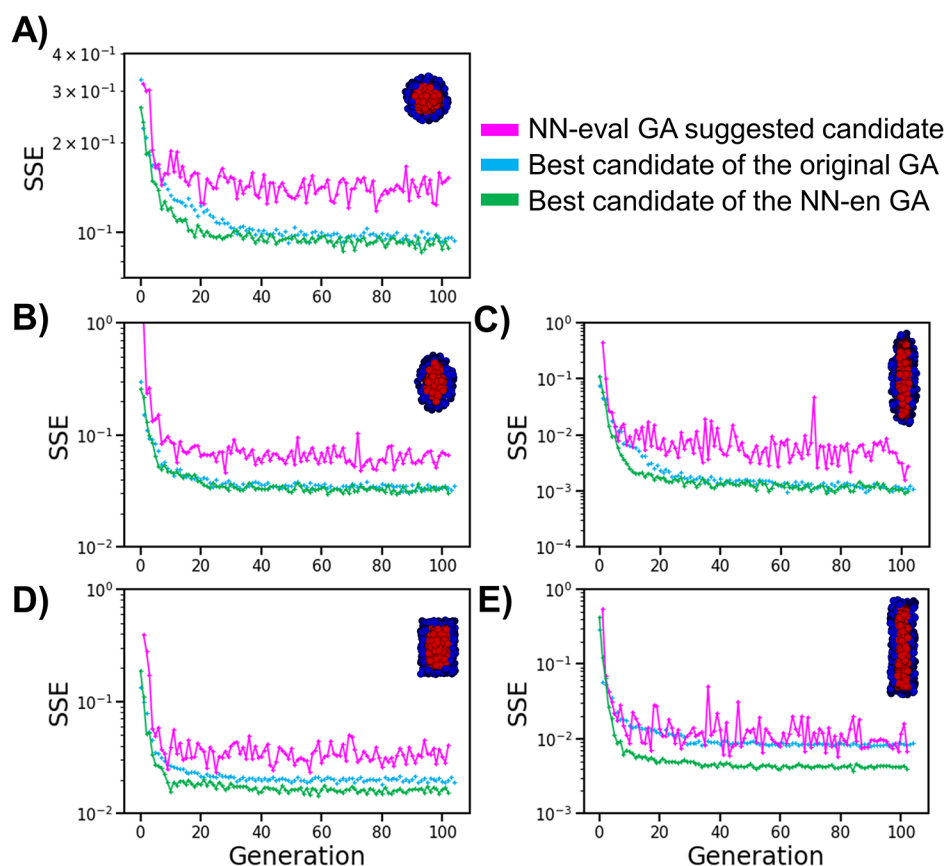 A)
4 × 10⁻¹
3 × 10⁻¹
2 × 10⁻¹
10⁻¹
SSE
0 20 40 60 80 100
NN-eval GA suggested candidate
Best candidate of the original GA
Best candidate of the NN-en GA
B)
10⁰
10⁻¹
10⁻²
SSE
0 20 40 60 80 100
C)
10⁰
10⁻¹
10⁻²
10⁻³
10⁻⁴
SSE
0 20 40 60 80 100
D)
10⁰
10⁻¹
10⁻²
SSE
0 20 40 60 80 100
Generation
E)
10⁰
10⁻¹
10⁻²
10⁻³
SSE
0 20 40 60 80 100
Generation